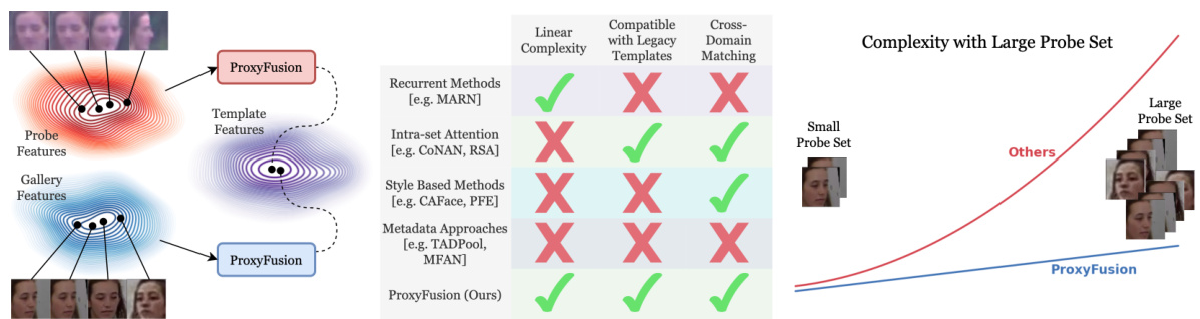 ProxyFusion
Probe
Features
Template
Features
Gallery
Features
ProxyFusion
Linear
Complexity
Compatible
with Legacy
Templates
Cross-
Domain
Matching
Recurrent Methods
[e.g. MARN]
Intra-set Attention
[e.g. CoNAN, RSA]
Style Based Methods
[e.g. CAFace, PFE]
Metadata Approaches
[e.g. TADPool,
MFAN]
ProxyFusion (Ours)
Complexity with Large Probe Set
Small
Probe Set
Large
Probe Set
Others
ProxyFusion